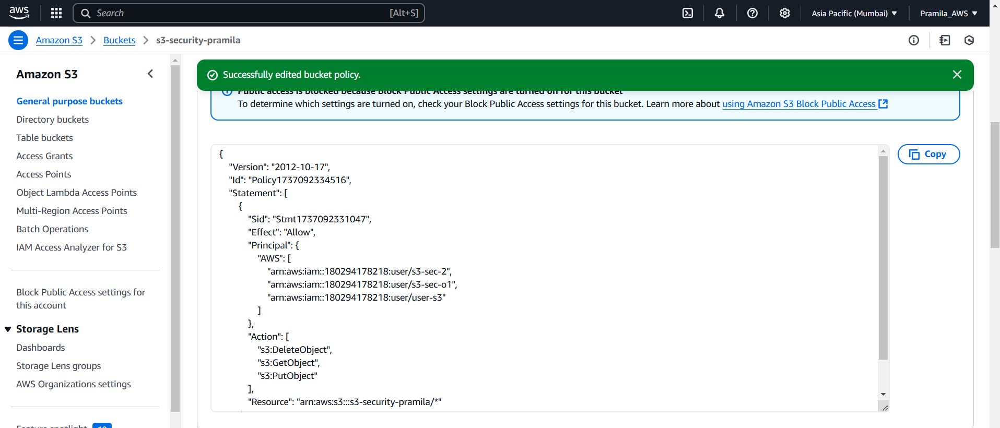 aws
Search
[Alt+S]
Asia Pacific (Mumbai)
Pramila_AWS
Amazon S3
Buckets
s3-security-pramila
Amazon S3
General purpose buckets
Directory buckets
Table buckets
Access Grants
Access Points
Object Lambda Access Points
Multi-Region Access Points
Batch Operations
IAM Access Analyzer for S3
Block Public Access settings for
this account
Storage Lens
Dashboards
Storage Lens groups
AWS Organizations settings
Feature spotlight
Successfully edited bucket policy.
Public access is blocked because Block Public Access settings are turned on for this bucket
To determine which settings are turned on, check your Block Public Access settings for this bucket. Learn more about using Amazon S3 Block Public Access
Copy
{
"Version": "2012-10-17",
"Id": "Policy1737092334516",
"Statement": [
{
"Sid": "Stmt1737092331047",
"Effect": "Allow",
"Principal": {
"AWS": [
"arn:aws:iam::180294178218:user/s3-sec-2",
"arn:aws:iam::180294178218:user/s3-sec-o1",
"arn:aws:iam::180294178218:user/user-s3"
]
},
"Action": [
"s3:DeleteObject",
"s3:GetObject",
"s3:PutObject"
],
"Resource": "arn:aws:s3:::s3-security-pramila/*"